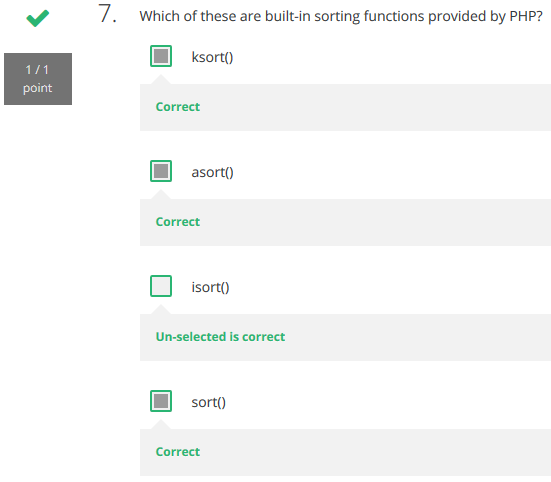 7. Which of these are built-in sorting functions provided by PHP?
1 / 1
point
ksort()
Correct
asort()
Correct
isort()
Un-selected is correct
sort()
Correct